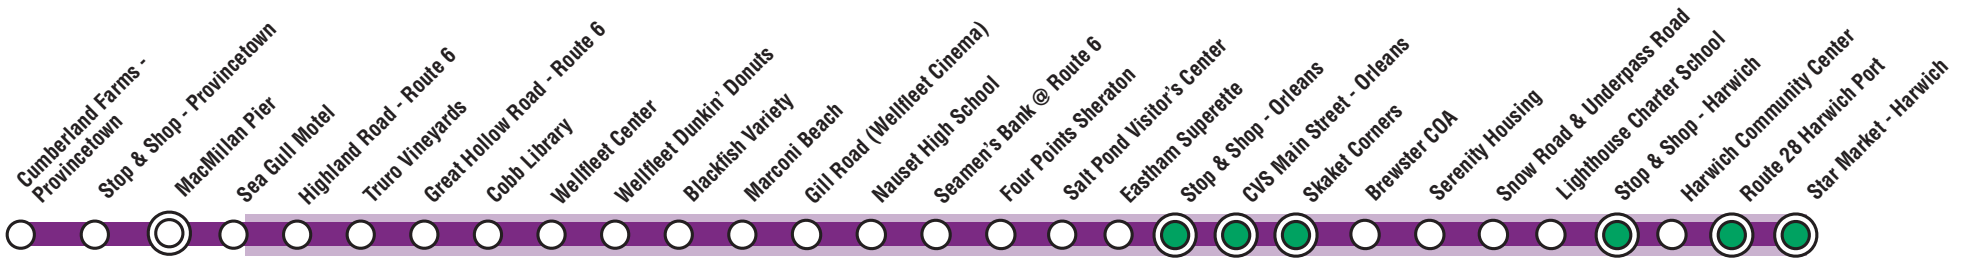 Cumberland Farms -
Provincetown
Stop & Shop - Provincetown
MacMillan Pier
Sea Gull Motel
Highland Road - Route 6
Truro Vineyards
Great Hollow Road - Route 6
Cobb Library
Wellfleet Center
Wellflleet Dunkin' Donuts
Blackfish Variety
Marconi Beach
Gill Road (Wellfleet Cinema)
Nauset High School
Seamen's Bank @ Route 6
Four Points Sheraton
Salt Pond Visitor's Center
Eastham Superette
Stop & Shop - Orleans
CVS Main Street - Orleans
Skaket Corners
Brewster COA
Serenity Housing
Snow Road & Underpass Road
Lighthouse Charter School
Stop & Shop - Harwich
Harwich Community Center
Route 28 Harwich Port
Star Market - Harwich